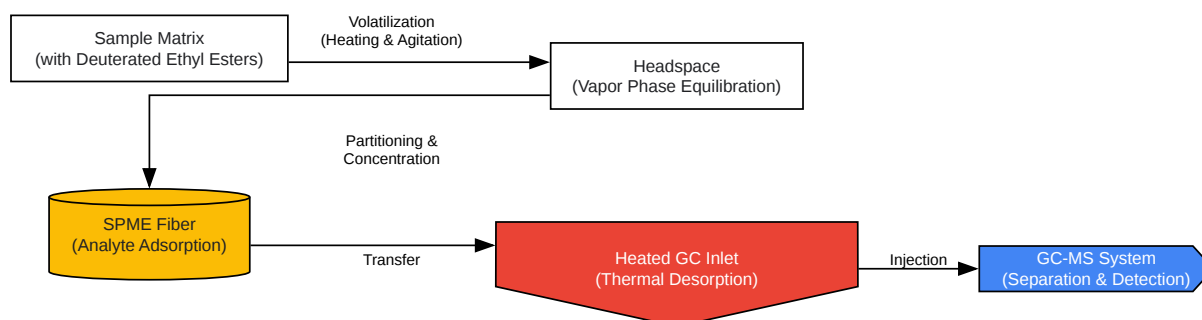 Sample Matrix
(with Deuterated Ethyl Esters)
Volatilization
(Heating & Agitation)
Headspace
(Vapor Phase Equilibration)
Partitioning &
Concentration
SPME Fiber
(Analyte Adsorption)
Transfer
Heated GC Inlet
(Thermal Desorption)
Injection
GC-MS System
(Separation & Detection)